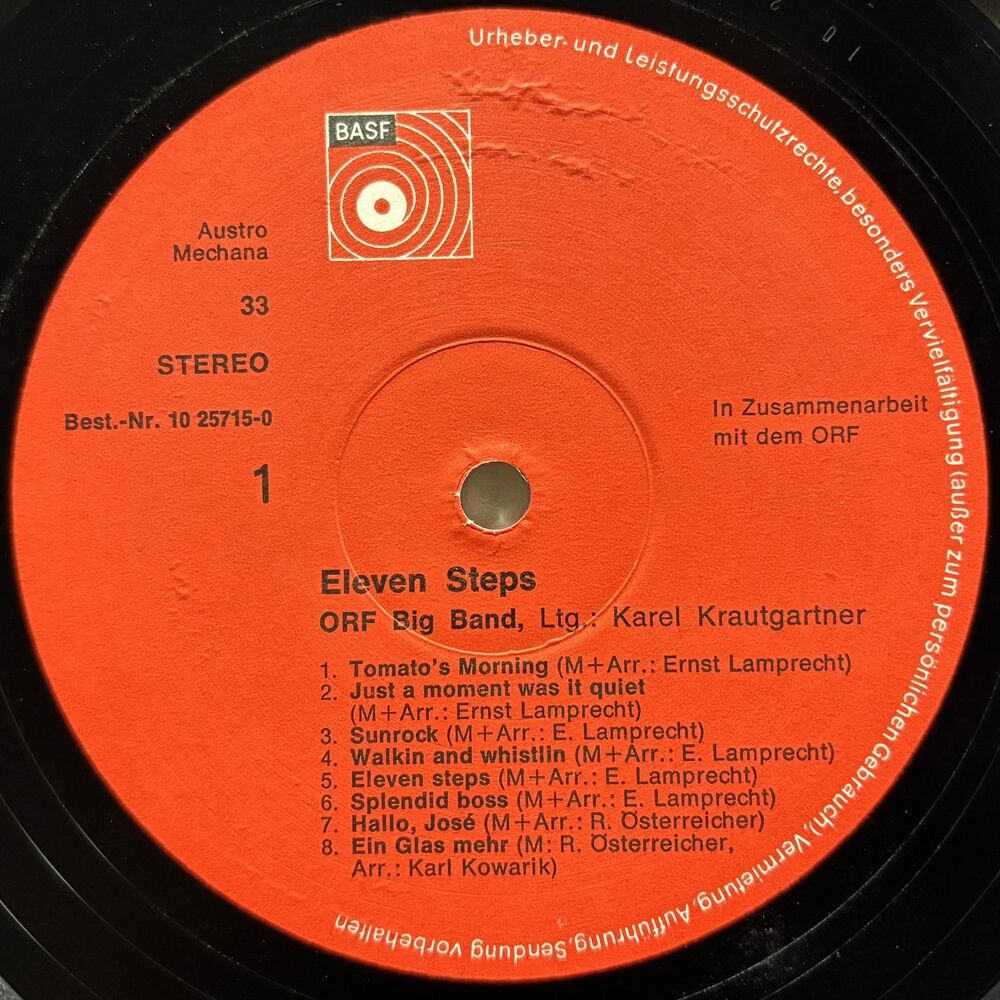 Urheber- und Leistungsschutzrechte, besonders Vervielfältigung (außer zum persönlichen Gebrauch), Vermietung, Aufführung, Sendung vorbehalten
BASF
Austro
Mechana
33
STEREO
Best.-Nr. 10 25715-0
1
In Zusammenarbeit
mit dem ORF
Eleven Steps
ORF Big Band, Ltg.: Karel Krautgartner
1. Tomato's Morning (M+Arr.: Ernst Lamprecht)
2. Just a moment was it quiet
(M+Arr.: Ernst Lamprecht)
3. Sunrock (M+Arr.: E. Lamprecht)
4. Walkin and whistlin (M+Arr.: E. Lamprecht)
5. Eleven steps (M+Arr.: E. Lamprecht)
6. Splendid boss (M+Arr.: E. Lamprecht)
7. Hallo, José (M+Arr.: R. Österreicher)
8. Ein Glas mehr (M: R. Österreicher,
Arr.: Karl Kowarik)